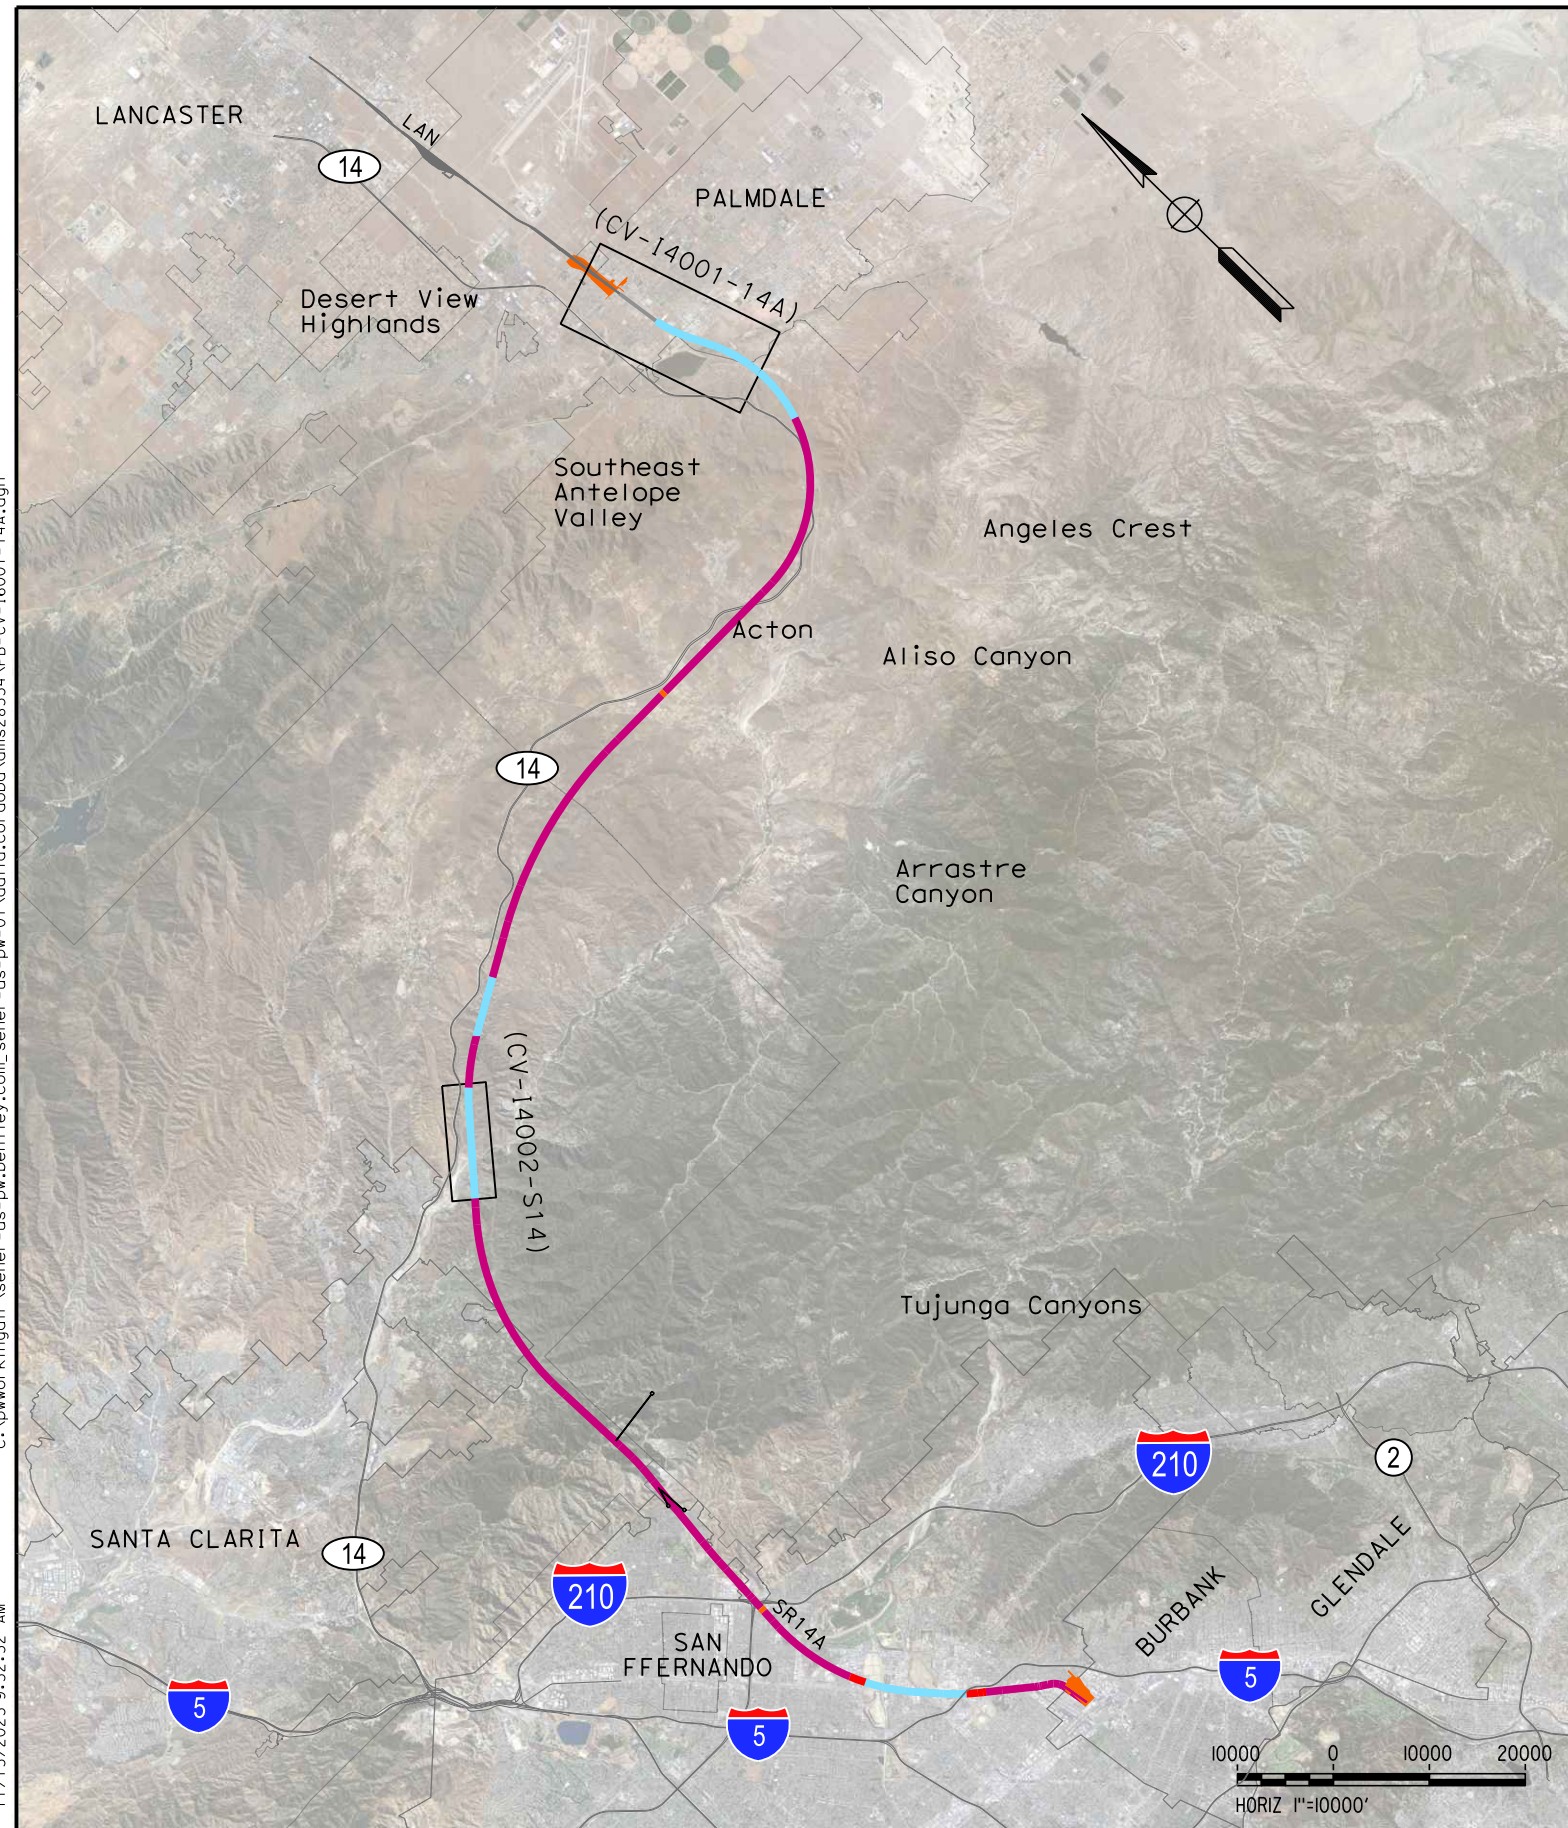 LANCASTER
LAN
14
PALMDALE
(CV-I4001-14A)
Desert View
Highlands
Southeast
Antelope
Valley
Angeles Crest
Acton
Aliso Canyon
14
Arrastre
Canyon
(CV-I4002-S14)
Tujunga Canyons
210
2
SANTA CLARITA
14
210
SR14A
SAN
FFERNANDO
BURBANK
GLENDALE
5
5
5
10000 0 10000 20000
HORIZ 1"=10000'